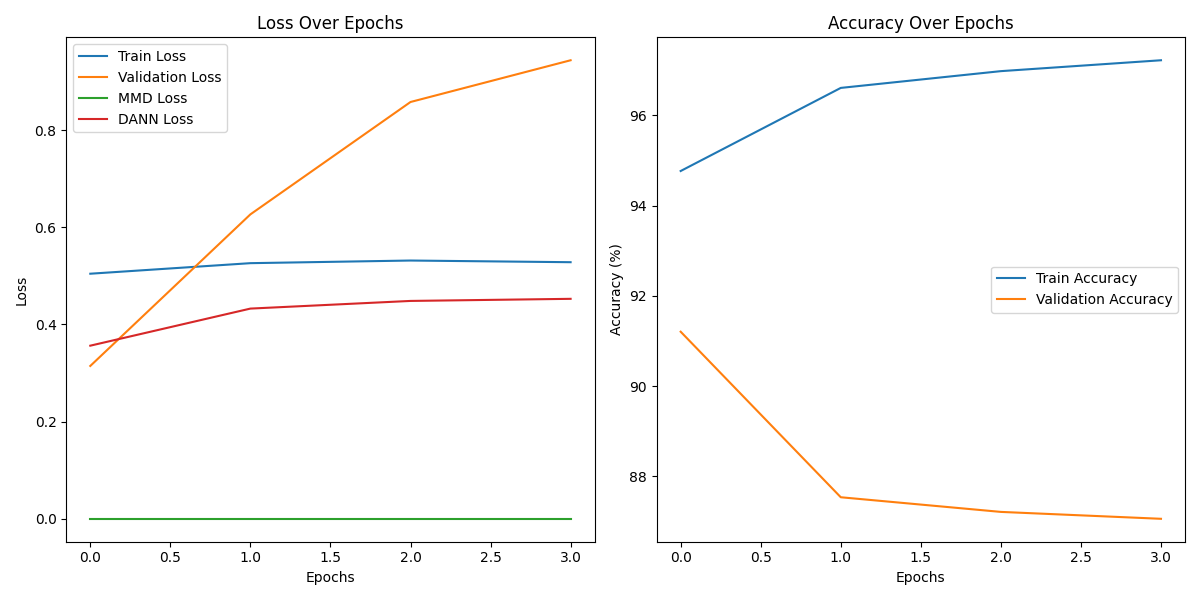 Loss Over Epochs
Train Loss
Validation Loss
MMD Loss
DANN Loss
0.8
0.6
0.4
0.2
0.0
Loss
0.0 0.5 1.0 1.5 2.0 2.5 3.0
Epochs
Accuracy Over Epochs
96
94
92
90
88
Accuracy (%)
Train Accuracy
Validation Accuracy
0.0 0.5 1.0 1.5 2.0 2.5 3.0
Epochs